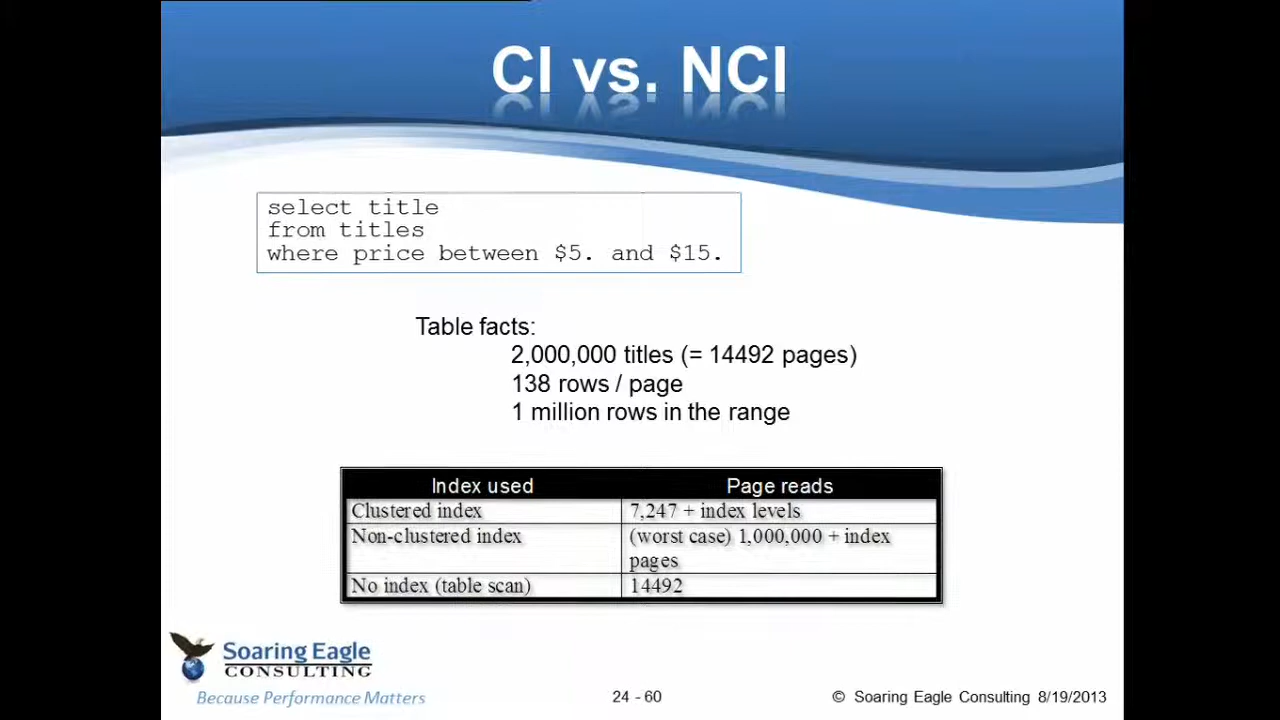 CI vs. NCI
select title
from titles
where price between $5. and $15.
Table facts:
2,000,000 titles (= 14492 pages)
138 rows / page
1 million rows in the range
Index used Page reads
Clustered index 7,247 + index levels
Non-clustered index (worst case) 1,000,000 + index
pages
No index (table scan) 14492
Soaring Eagle
CONSULTING
Because Performance Matters
24 - 60
© Soaring Eagle Consulting 8/19/2013